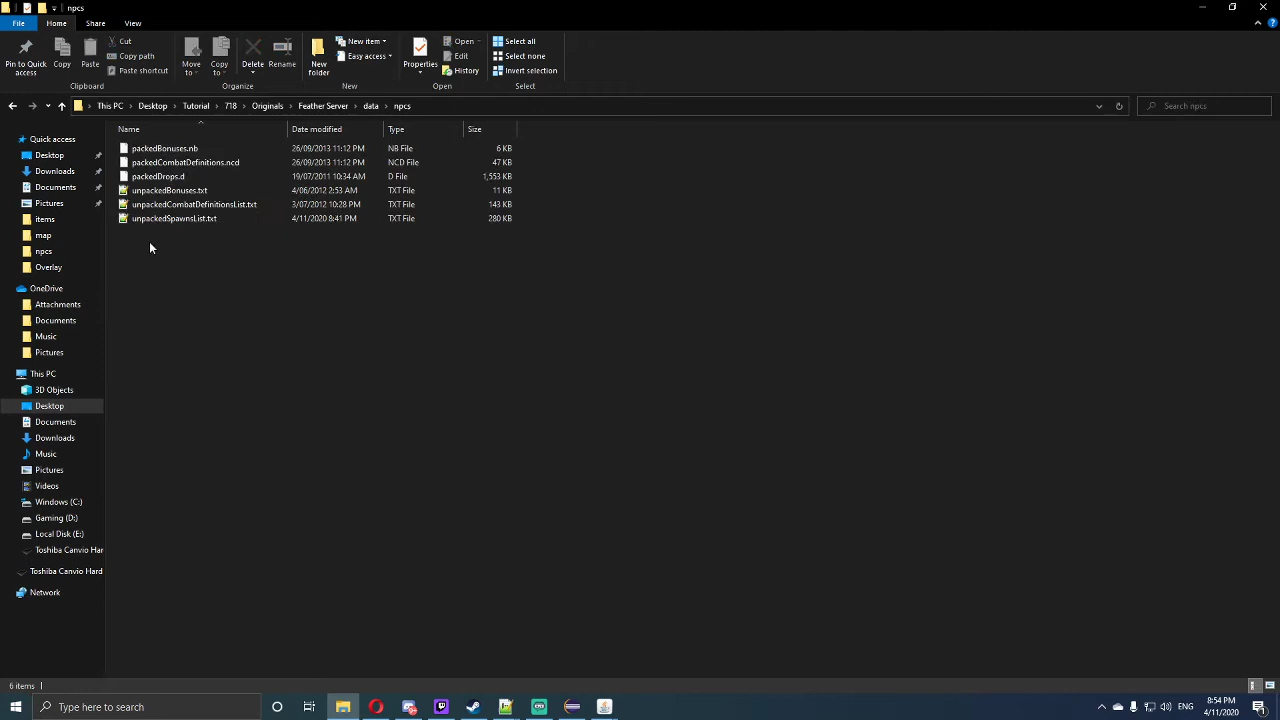 npcs
File Home Share View
Pin to Quick access
Copy
Paste
Cut
Copy path
Paste shortcut
Clipboard
Move to
Copy to
Delete
Rename
Organize
New folder
New item
Easy access
New
Properties
Open
Edit
History
Open
Select all
Select none
Invert selection
Select
This PC Desktop Tutorial 718 Originals Feather Server data npcs
Search npcs
Name Date modified Type Size
packedBonuses.nb 26/09/2013 11:12 PM NB File 6 KB
packedCombatDefinitions.ncd 26/09/2013 11:12 PM NCD File 47 KB
packedDrops.d 19/07/2011 10:34 AM D File 1,553 KB
unpackedBonuses.txt 4/06/2012 2:53 AM TXT File 11 KB
unpackedCombatDefinitionsList.txt 3/07/2012 10:28 PM TXT File 143 KB
unpackedSpawnsList.txt 4/11/2020 8:41 PM TXT File 280 KB
Quick access
Desktop
Downloads
Documents
Pictures
items
map
npcs
Overlay
OneDrive
Attachments
Documents
Music
Pictures
This PC
3D Objects
Desktop
Documents
Downloads
Music
Pictures
Videos
Windows (C:)
Gaming (D:)
Local Disk (E:)
Toshiba Canvio Har
Toshiba Canvio Hard
Network
6 items
Type here to search
ENG
8:54 PM
4/11/2020